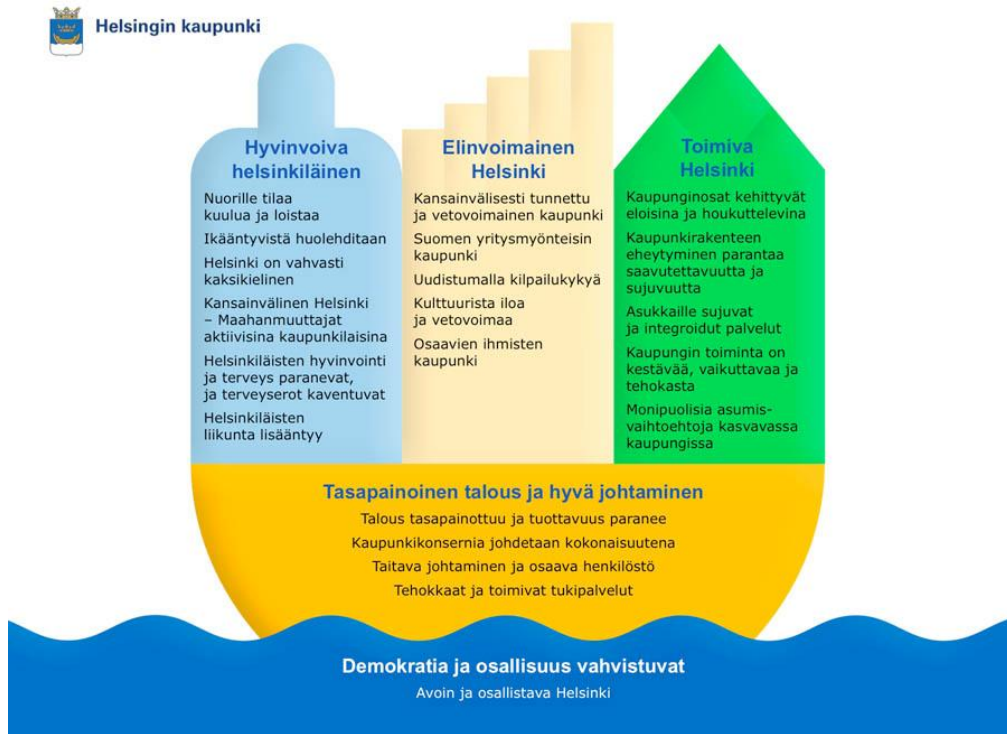 Helsingin kaupunki
Hyvinvoiva
helsinkiläinen
Nuorille tilaa
kuulua ja loistaa
Ikääntyvistä huolehditaan
Helsinki on vahvasti
kaksikielinen
Kansainvälinen Helsinki
– Maahanmuuttajat
aktiivisina kaupunkilaisina
Helsinkiläisten hyvinvointi
ja terveys paranevat,
ja terveyserot kaventuvat
Helsinkiläisten
liikunta lisääntyy
Elinvoimainen
Helsinki
Kansainvälisesti tunnettu
ja vetovoimainen kaupunki
Suomen yritysmyönteisin
kaupunki
Uudistumalla kilpailukykyä
Kulttuurista iloa
ja vetovoimaa
Osaavien ihmisten
kaupunki
Toimiva
Helsinki
Kaupunginosat kehittyvät
eloisina ja houkuttelevina
Kaupunkirakenteen
eheytyminen parantaa
saavutettavuutta ja
sujuvuutta
Asukkaille sujuvat
ja integroidut palvelut
Kaupungin toiminta on
kestävää, vaikuttavaa ja
tehokasta
Monipuolisia asumis-
vaihtoehtoja kasvavassa
kaupungissa
Tasapainoinen talous ja hyvä johtaminen
Talous tasapainottuu ja tuottavuus paranee
Kaupunkikonsernia johdetaan kokonaisuutena
Taitava johtaminen ja osaava henkilöstö
Tehokkaat ja toimivat tukipalvelut
Demokratia ja osallisuus vahvistuvat
Avoin ja osallistava Helsinki